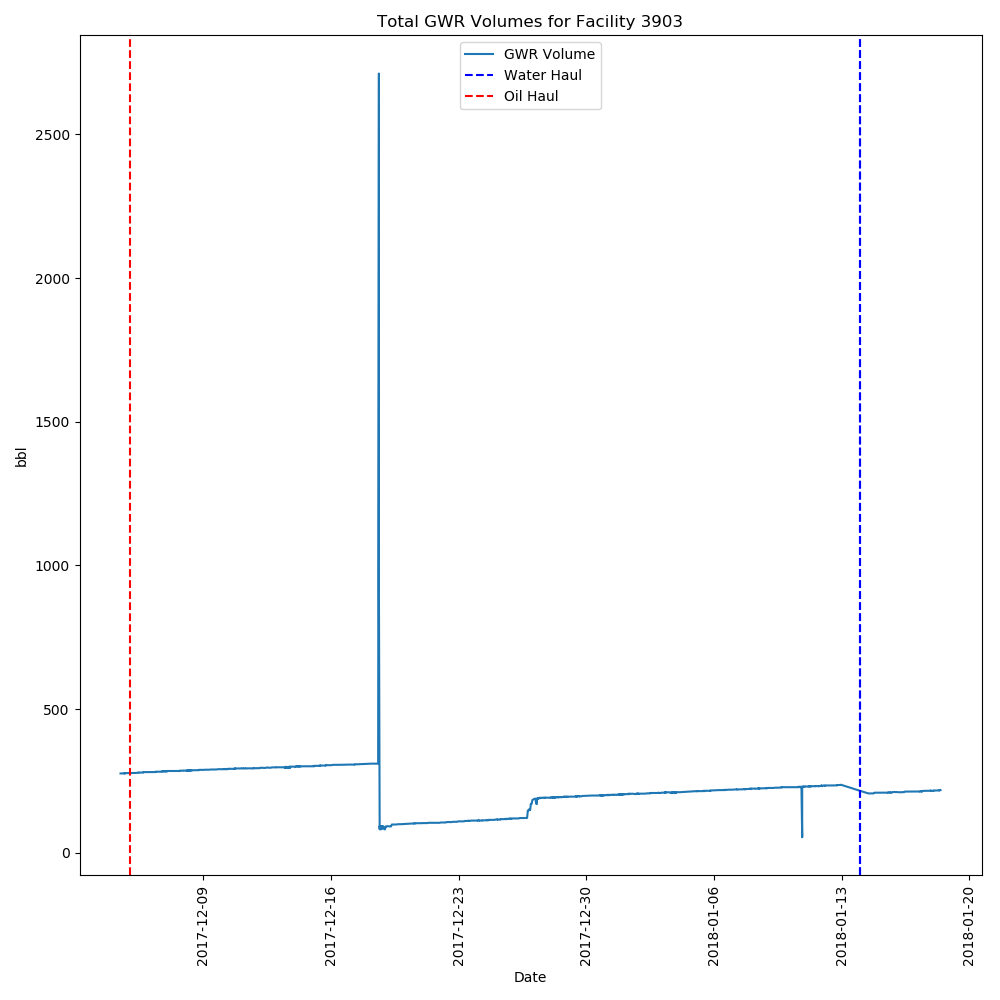 Total GWR Volumes for Facility 3903
GWR Volume
Water Haul
Oil Haul
2500
2000
1500
1000
500
0
bbl
2017-12-09
2017-12-16
2017-12-23
2017-12-30
2018-01-06
2018-01-13
2018-01-20
Date